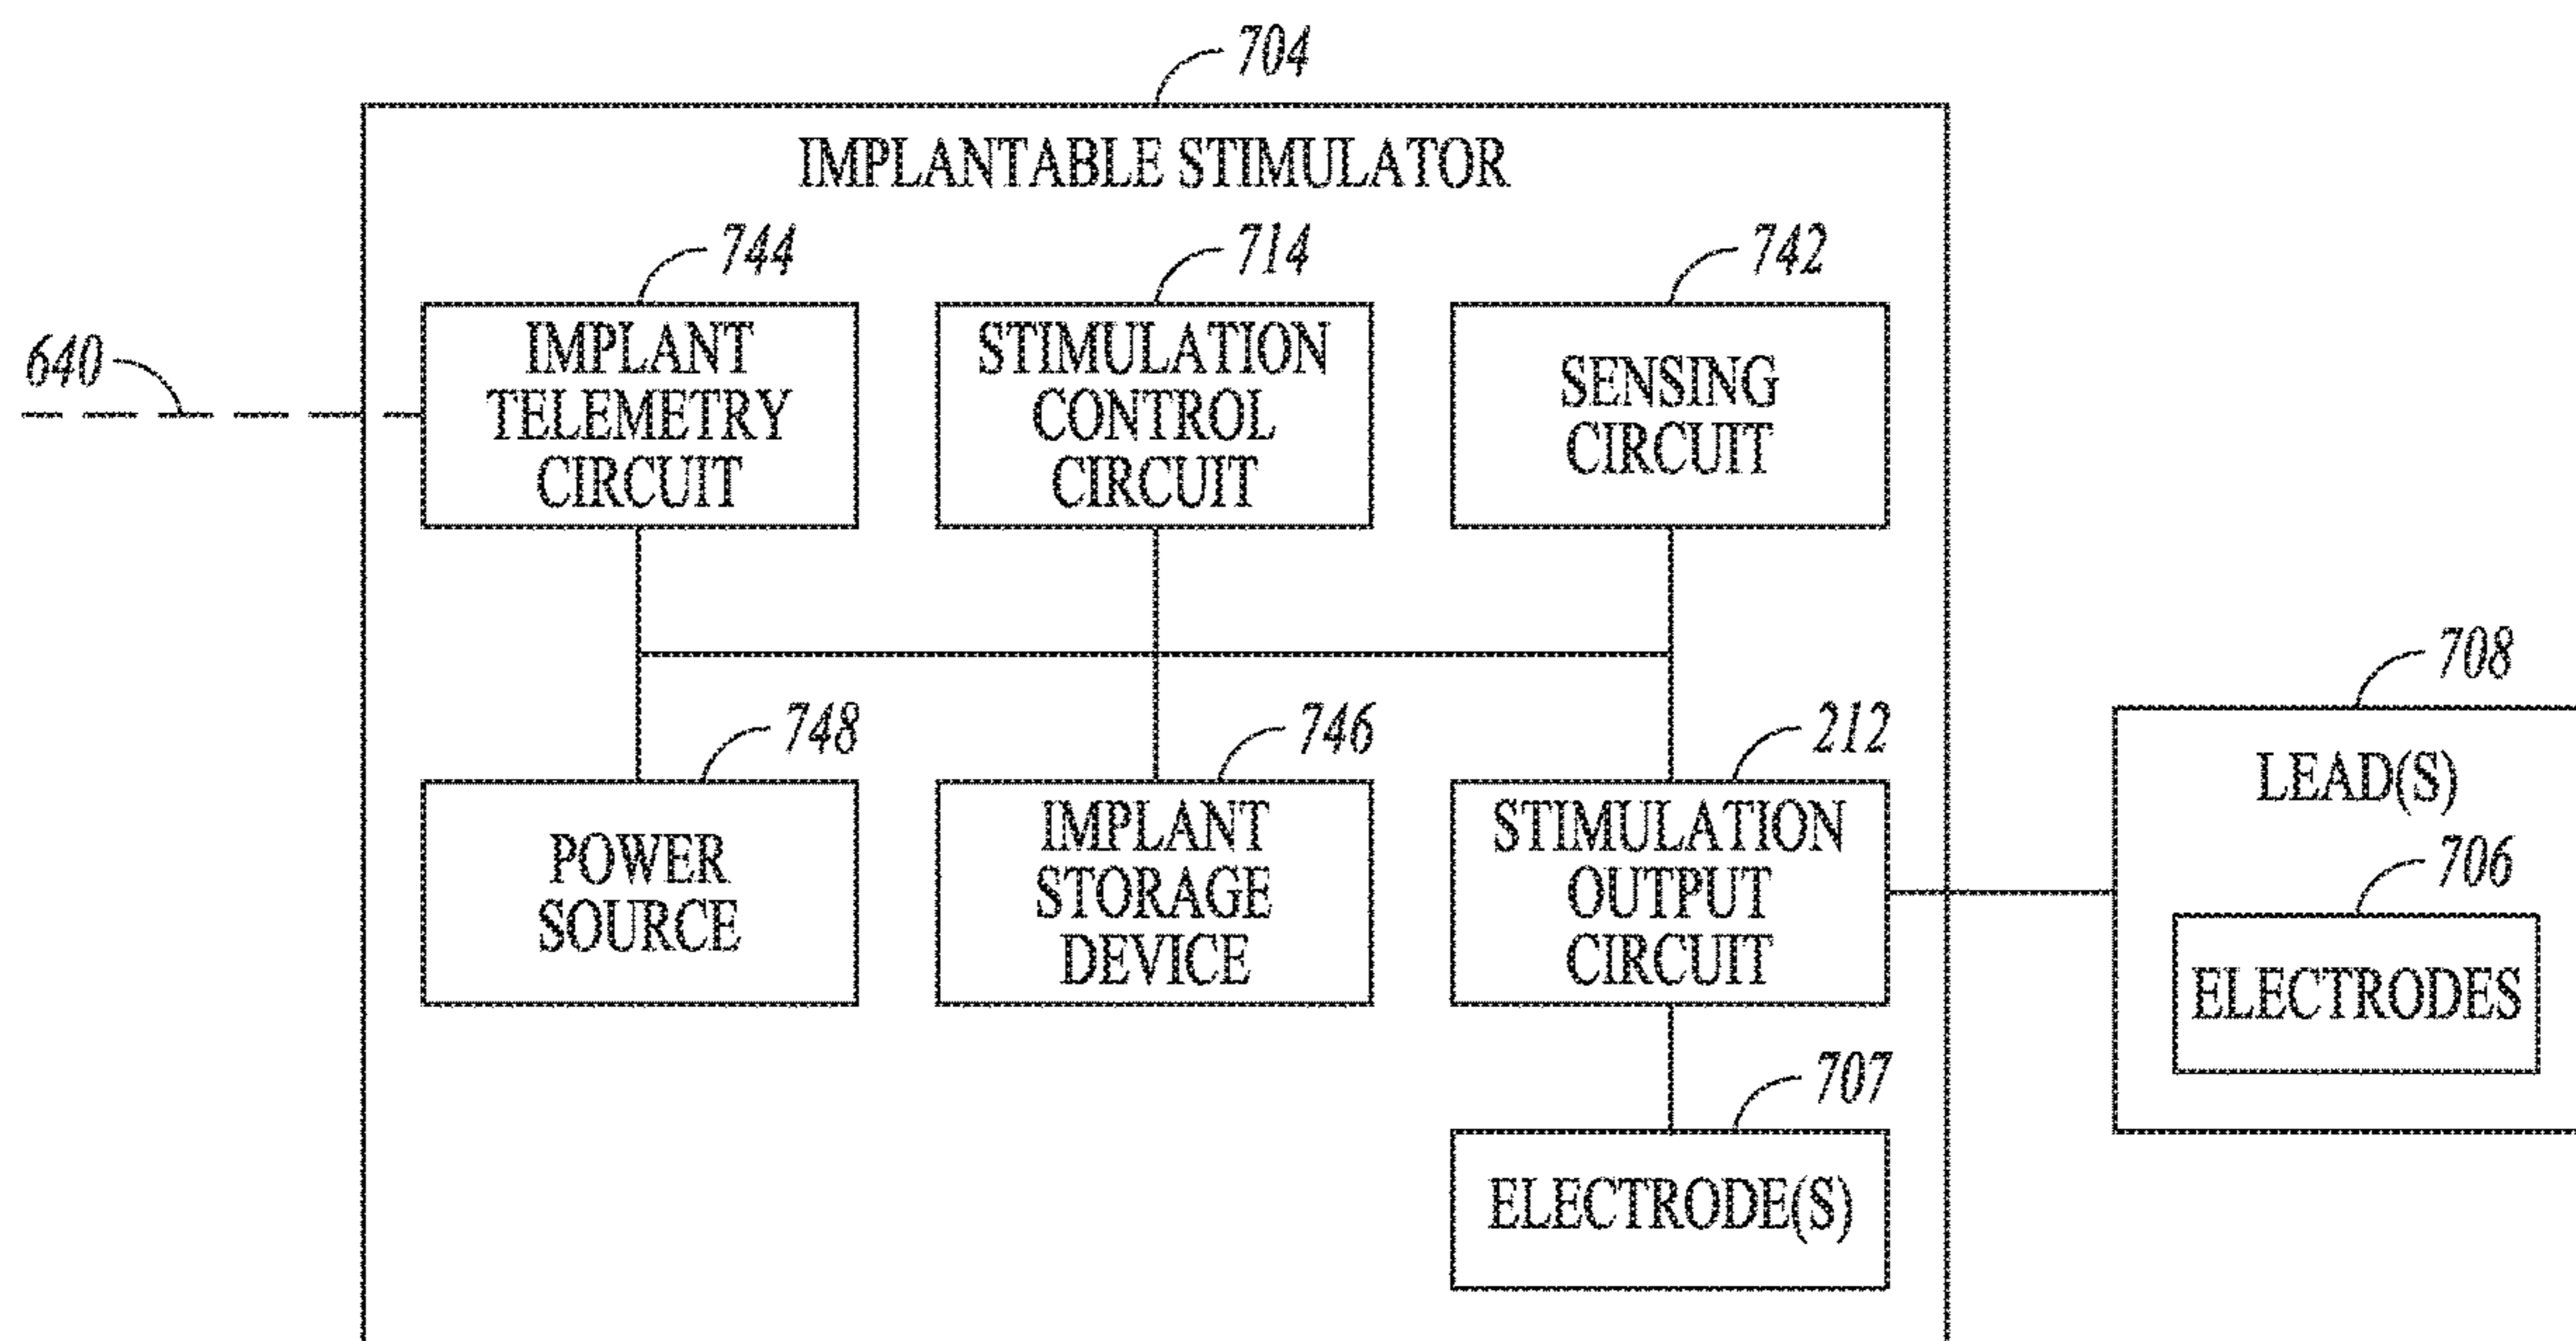 704
IMPLANTABLE STIMULATOR
744
714
742
640
IMPLANT
TELEMETRY
CIRCUIT
STIMULATION
CONTROL
CIRCUIT
SENSING
CIRCUIT
748
746
212
708
POWER
SOURCE
IMPLANT
STORAGE
DEVICE
STIMULATION
OUTPUT
CIRCUIT
LEAD(S)
706
ELECTRODES
707
ELECTRODE(S)